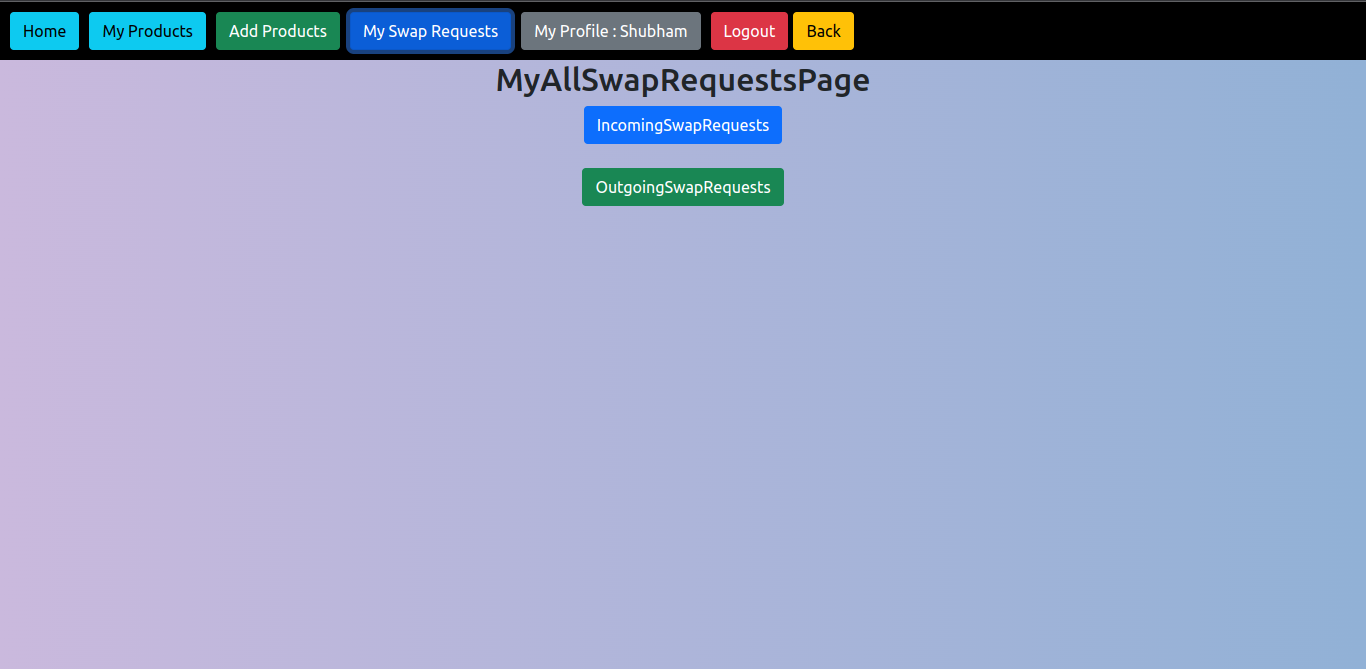 Home My Products Add Products My Swap Requests My Profile : Shubham Logout Back
MyAllSwapRequestsPage
IncomingSwapRequests
OutgoingSwapRequests